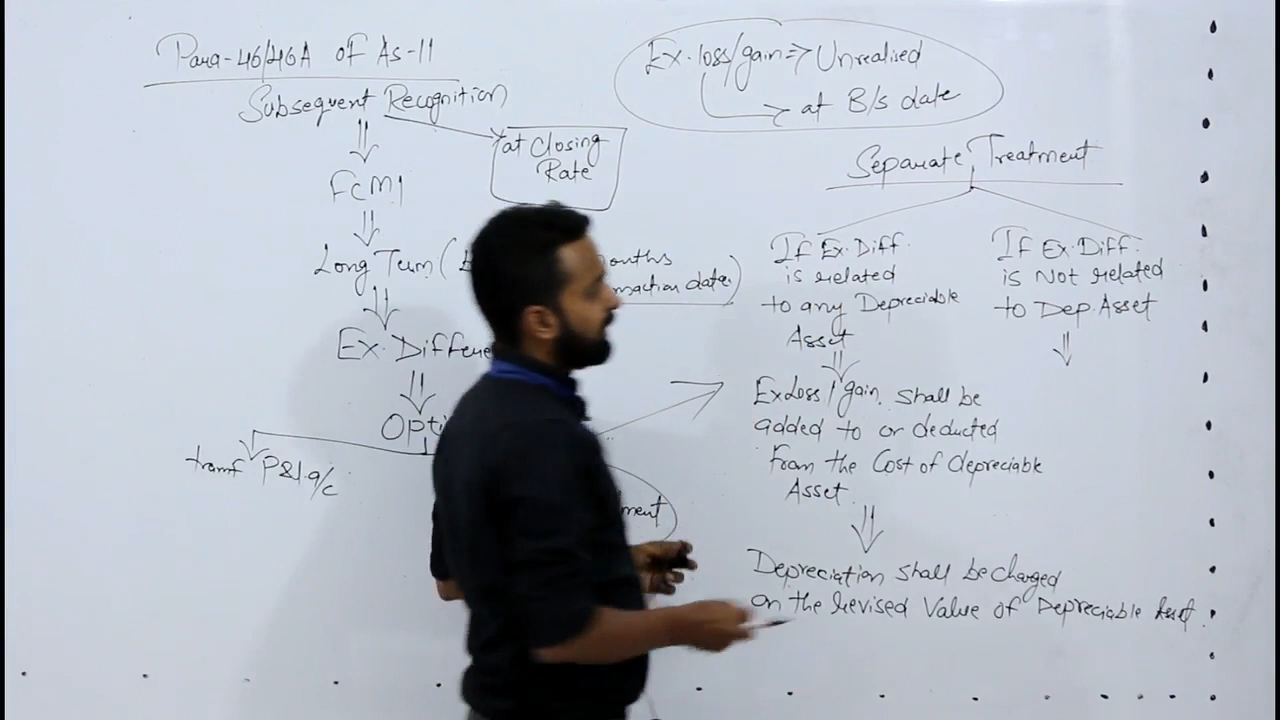 Para-46/46A of As-11
Subsequent Recognition
at Closing
Rate
FCMI
Long Term (
onths
nsaction date.)
Ex. Differe
Opti
tranf P&L a/c
ment
Ex. loss/gain => Unrealised
at B/s date
Separate Treatment
If Ex. Diff.
is related
to any Depreciable
Asset
If Ex. Diff.
is Not related
to Dep. Asset
Ex Loss / gain shall be
added to or deducted
From the Cost of depreciable
Asset
Depreciation shall be charged
on the revised Value of Depreciable Asset.